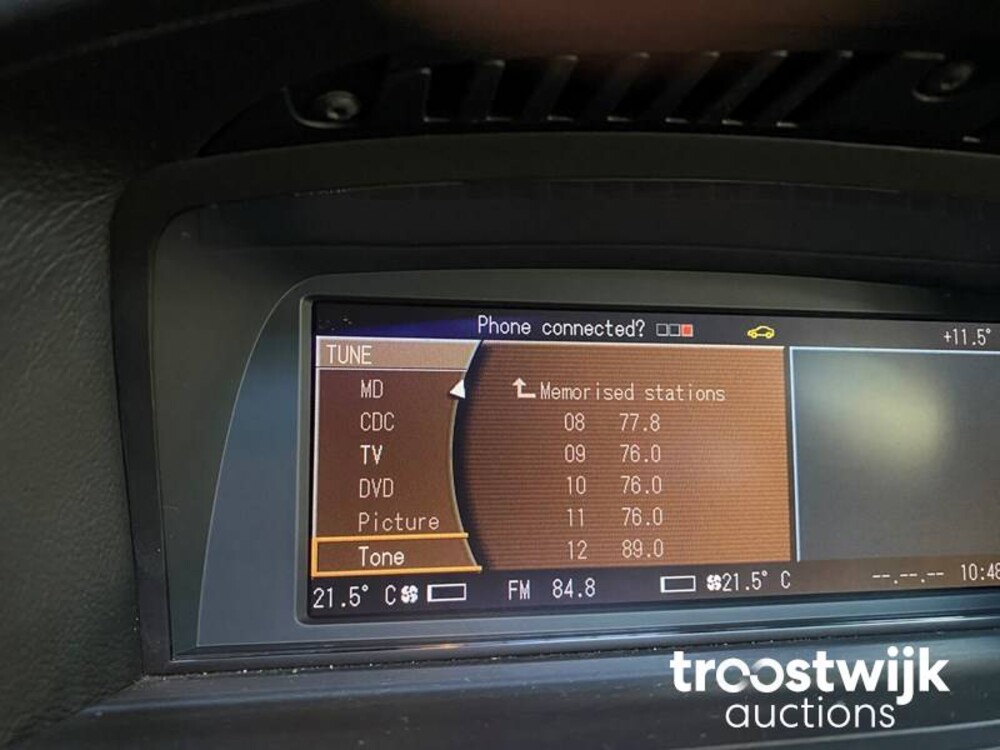 Phone connected?
+11.5°
TUNE
MD
CDC
TV
DVD
Picture
Tone
Memorised stations
08 77.8
09 76.0
10 76.0
11 76.0
12 89.0
21.5° C FM 84.8 21.5° C --.--.-- 10:48
troostwijk
auctions